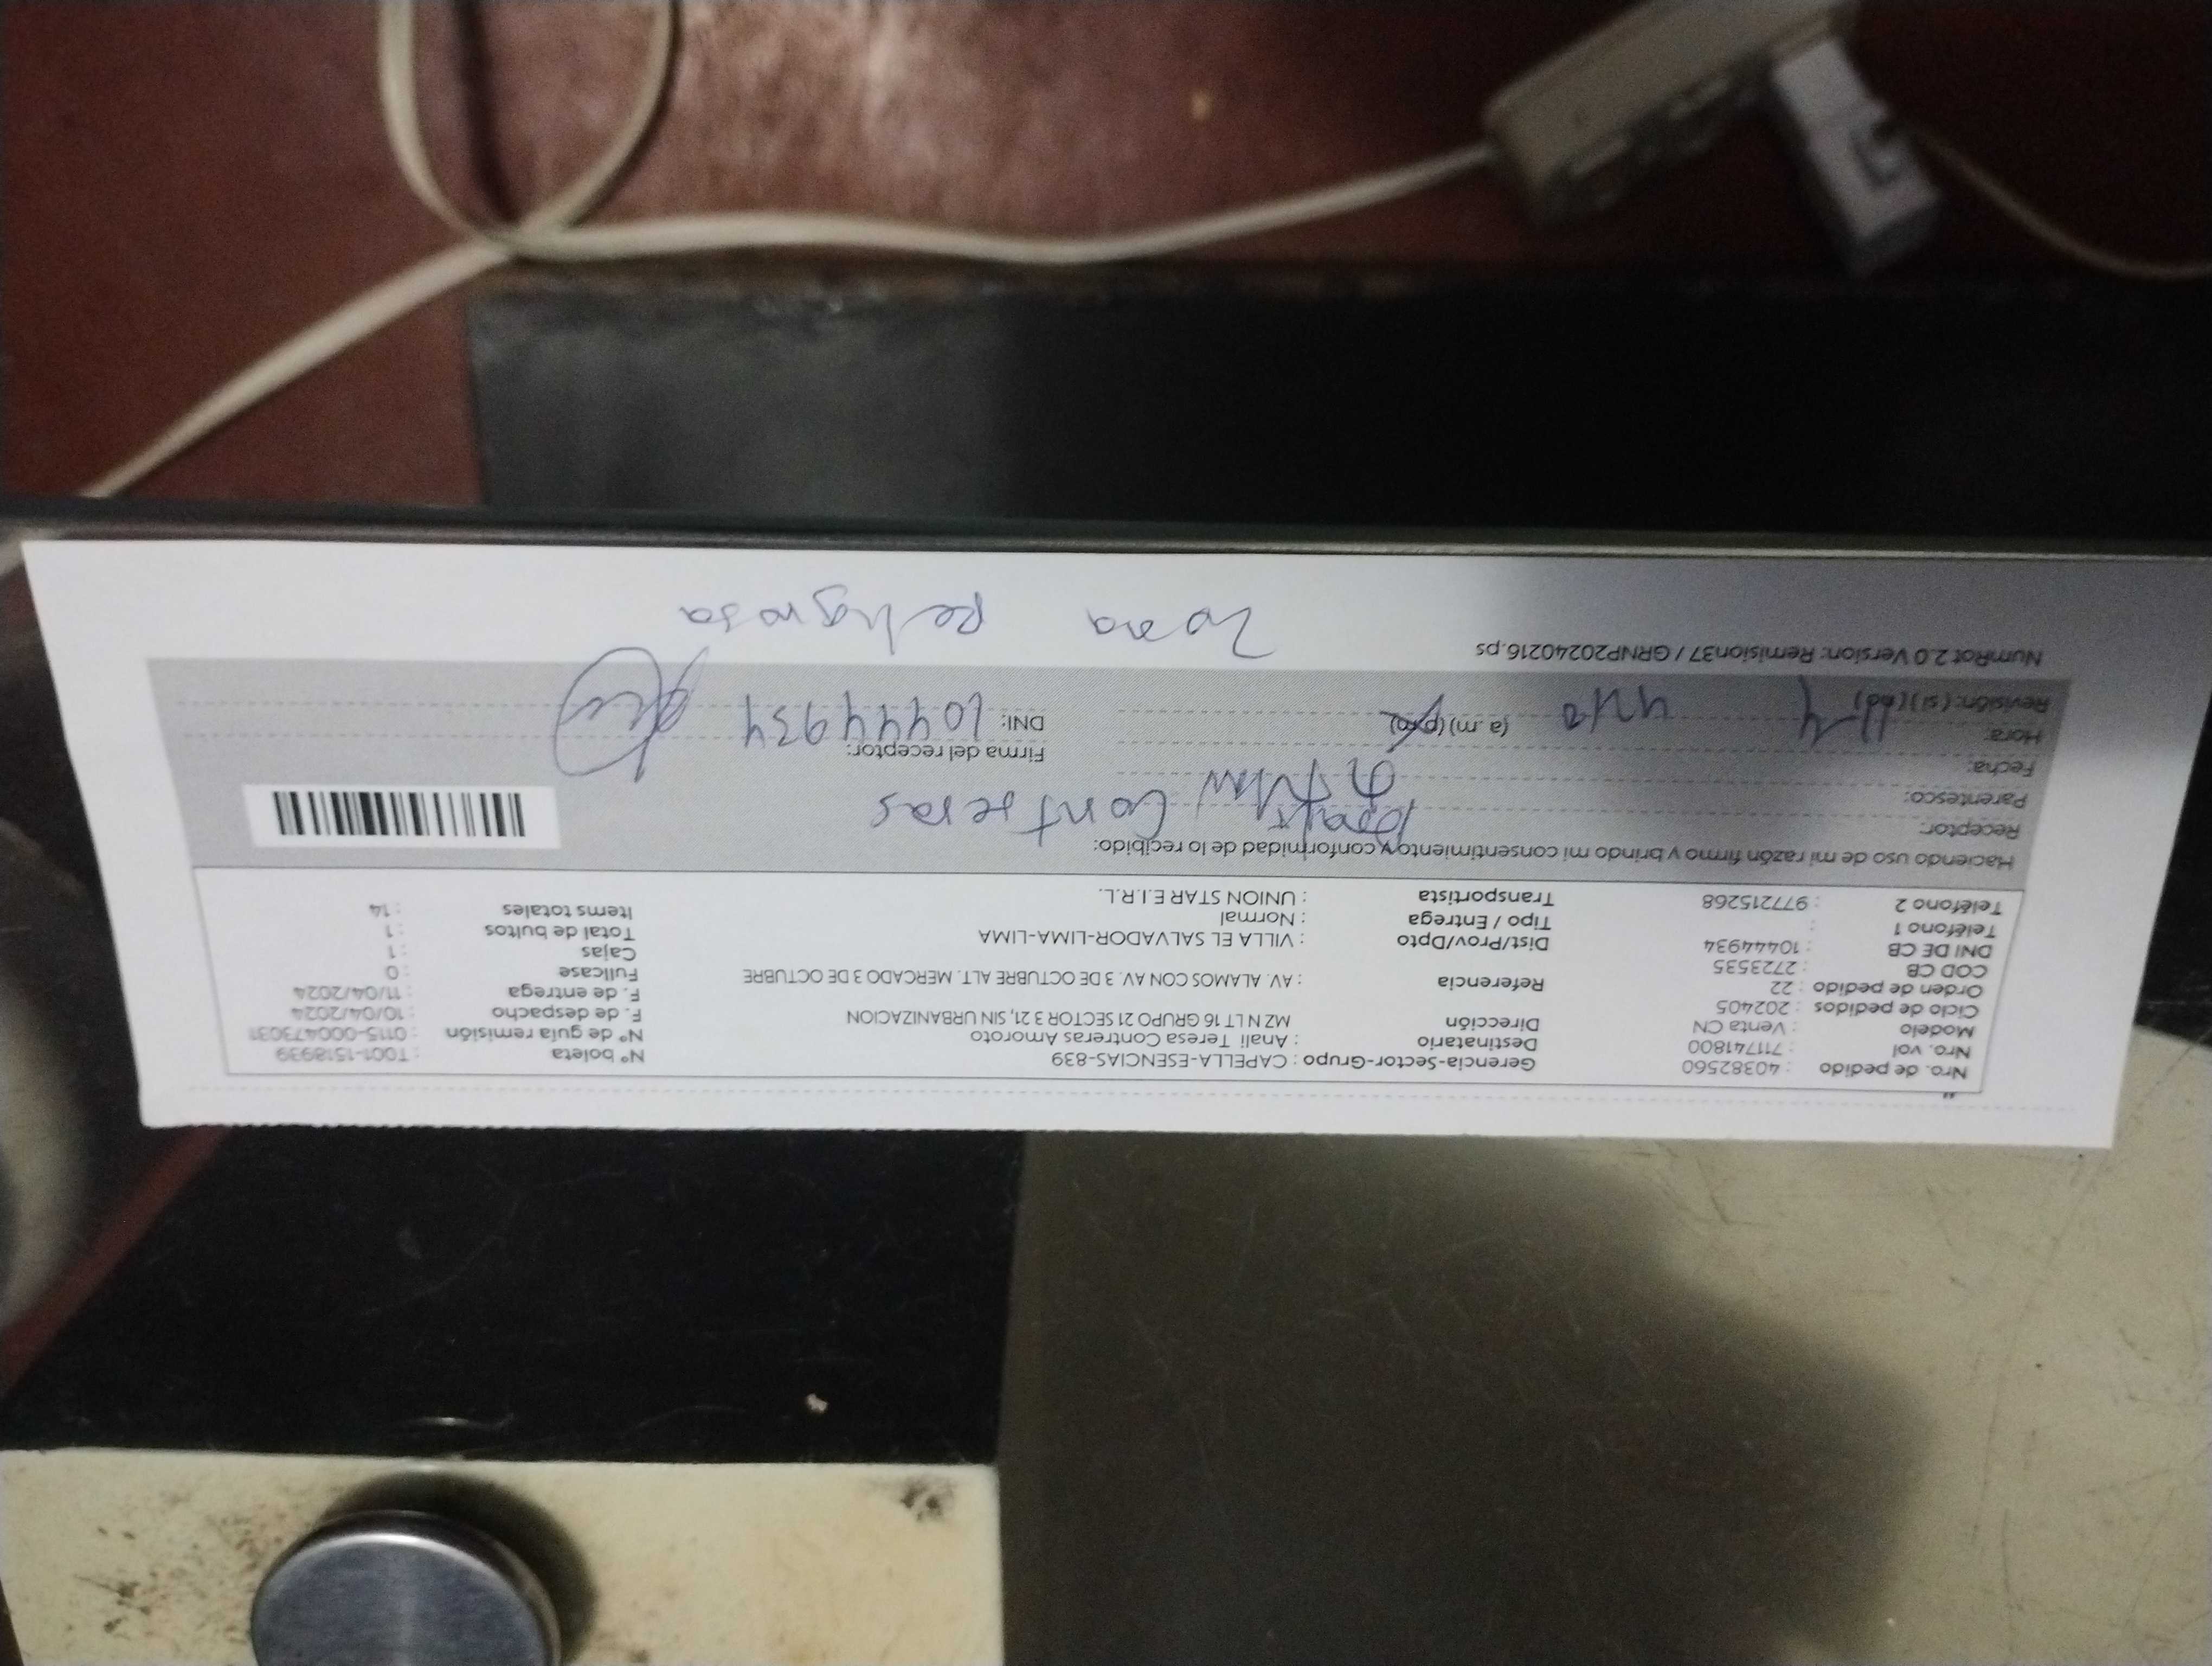 Nro. de pedido : 40382560
Nro. vol : 711741800
Modelo : Venta CN
Ciclo de pedidos : 202405
Orden de pedido : 22
COD CB : 2723535
DNI DE CB : 10444934
Teléfono 1 :
Teléfono 2 : 977215268
Gerencia-Sector-Grupo : CAPELLA-ESENCIAS-839
Destinatario : Anali Teresa Contreras Amoroto
Dirección MZ N LT 16 GRUPO 21 SECTOR 3 21, SIN URBANIZACION
Referencia : AV. ALAMOS CON AV. 3 DE OCTUBRE ALT. MERCADO 3 DE OCTUBRE
Dist/Prov/Dpto : VILLA EL SALVADOR-LIMA-LIMA
Tipo / Entrega : Normal
Transportista : UNION STAR E.I.R.L.
N° boleta : T001-1518939
N° de guía remisión : 0115-000473031
F. de despacho : 10/04/2024
F. de entrega : 11/04/2024
Fullcase : 0
Cajas : 1
Total de bultos : 1
Items totales : 14
Haciendo uso de mi razón firmo y brindo mi consentimiento y conformidad de lo recibido:
Receptor: Contreras
Parentesco:
Fecha:
Hora: (a .m) (p.m)
Revisión: (si) (no)
Firma del receptor:
DNI: 10444934
NumRot 2.0 Version: Remision37 / GRNP20240216.ps
Zona Peligrosa